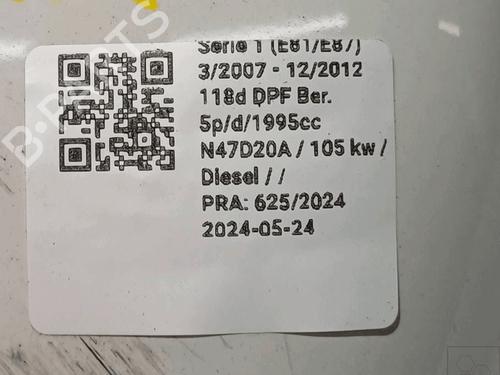 Serie 1 (E81/E87)
3/2007 - 12/2012
118d DPF Ber.
5p/d/1995cc
N47D20A / 105 kw /
Diesel / /
PRA: 625/2024
2024-05-24
B-PARTS